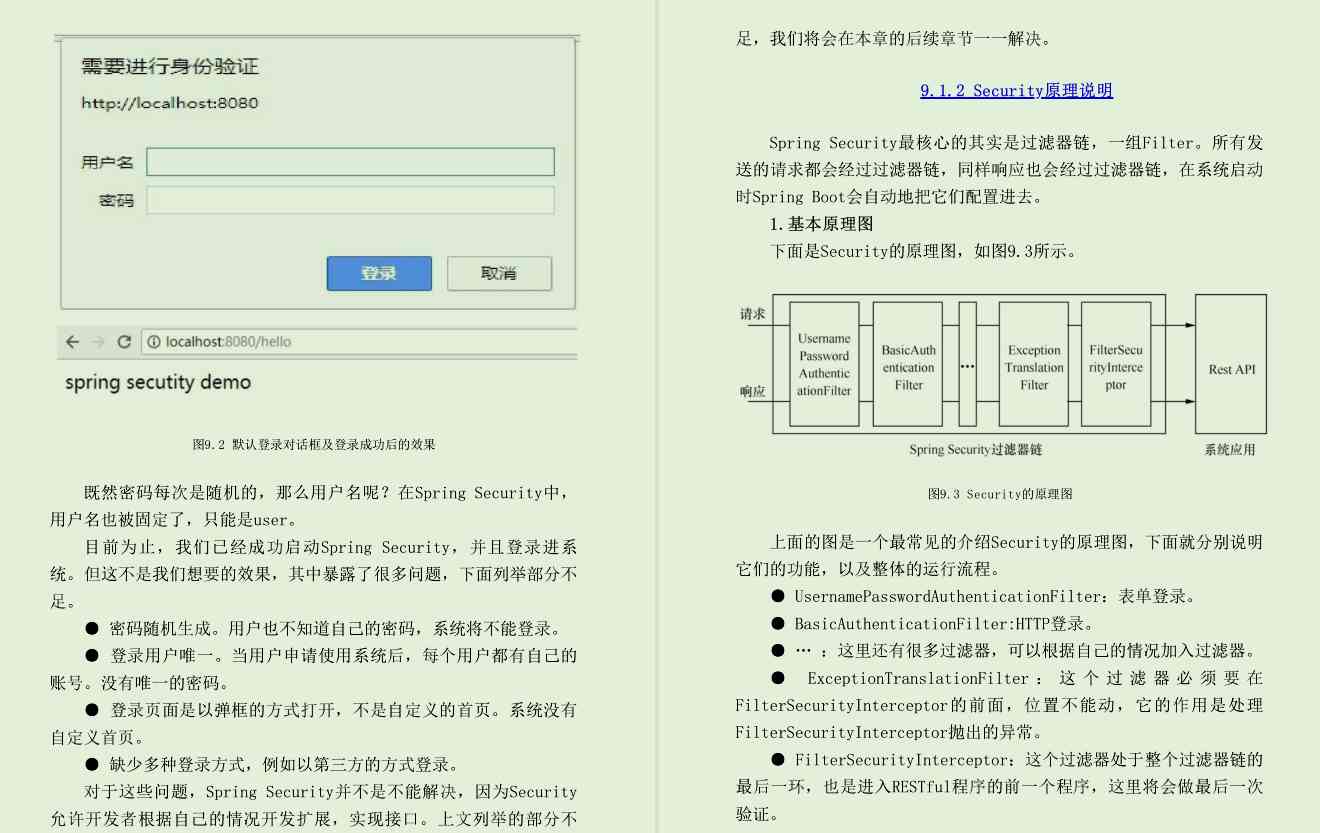 需要进行身份验证
http://localhost:8080
用户名
密码
登录
取消
localhost:8080/hello
spring secutity demo
图9.2 默认登录对话框及登录成功后的效果
既然密码每次是随机的，那么用户名呢？在Spring Security中，
用户名也被固定了，只能是user。
目前为止，我们已经成功启动Spring Security，并且登录进系
统。但这不是我们想要的效果，其中暴露了很多问题，下面列举部分不
足。
● 密码随机生成。用户也不知道自己的密码，系统将不能登录。
● 登录用户唯一。当用户申请使用系统后，每个用户都有自己的
账号。没有唯一的密码。
● 登录页面是以弹框的方式打开，不是自定义的首页。系统没有
自定义首页。
● 缺少多种登录方式，例如以第三方的方式登录。
对于这些问题，Spring Security并不是不能解决，因为Security
允许开发者根据自己的情况开发扩展，实现接口。上文列举的部分不
足，我们将会在本章的后续章节一一解决。
9.1.2 Security原理说明
Spring Security最核心的其实是过滤器链，一组Filter。所有发
送的请求都会经过过滤器链，同样响应也会经过过滤器链，在系统启动
时Spring Boot会自动地把它们配置进去。
1.基本原理图
下面是Security的原理图，如图9.3所示。
请求
响应
Username
Password
Authentic
ationFilter
BasicAuth
entication
Filter
…
Exception
Translation
Filter
FilterSecu
rityInterce
ptor
Rest API
Spring Security过滤器链
系统应用
图9.3 Security的原理图
上面的图是一个最常见的介绍Security的原理图，下面就分别说明
它们的功能，以及整体的运行流程。
● UsernamePasswordAuthenticationFilter：表单登录。
● BasicAuthenticationFilter:HTTP登录。
● … ：这里还有很多过滤器，可以根据自己的情况加入过滤器。
● ExceptionTranslationFilter：这个过滤器必须要在
FilterSecurityInterceptor的前面，位置不能动，它的作用是处理
FilterSecurityInterceptor抛出的异常。
● FilterSecurityInterceptor：这个过滤器处于整个过滤器链的
最后一环，也是进入RESTful程序的前一个程序，这里将会做最后一次
验证。